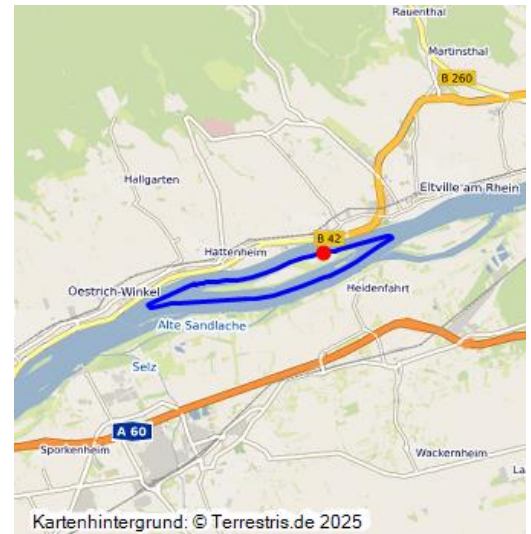 Rauenthal
Martinsthal
B 260
Hallgarten
Eltville am Rhein
B 42
Hattenheim
Oestrich-Winkel
Heidenfahrt
Alte Sandlache
Selz
A 60
Sporkenheim
Wackernheim
La
Kartenhintergrund: © Terrestris.de 2025